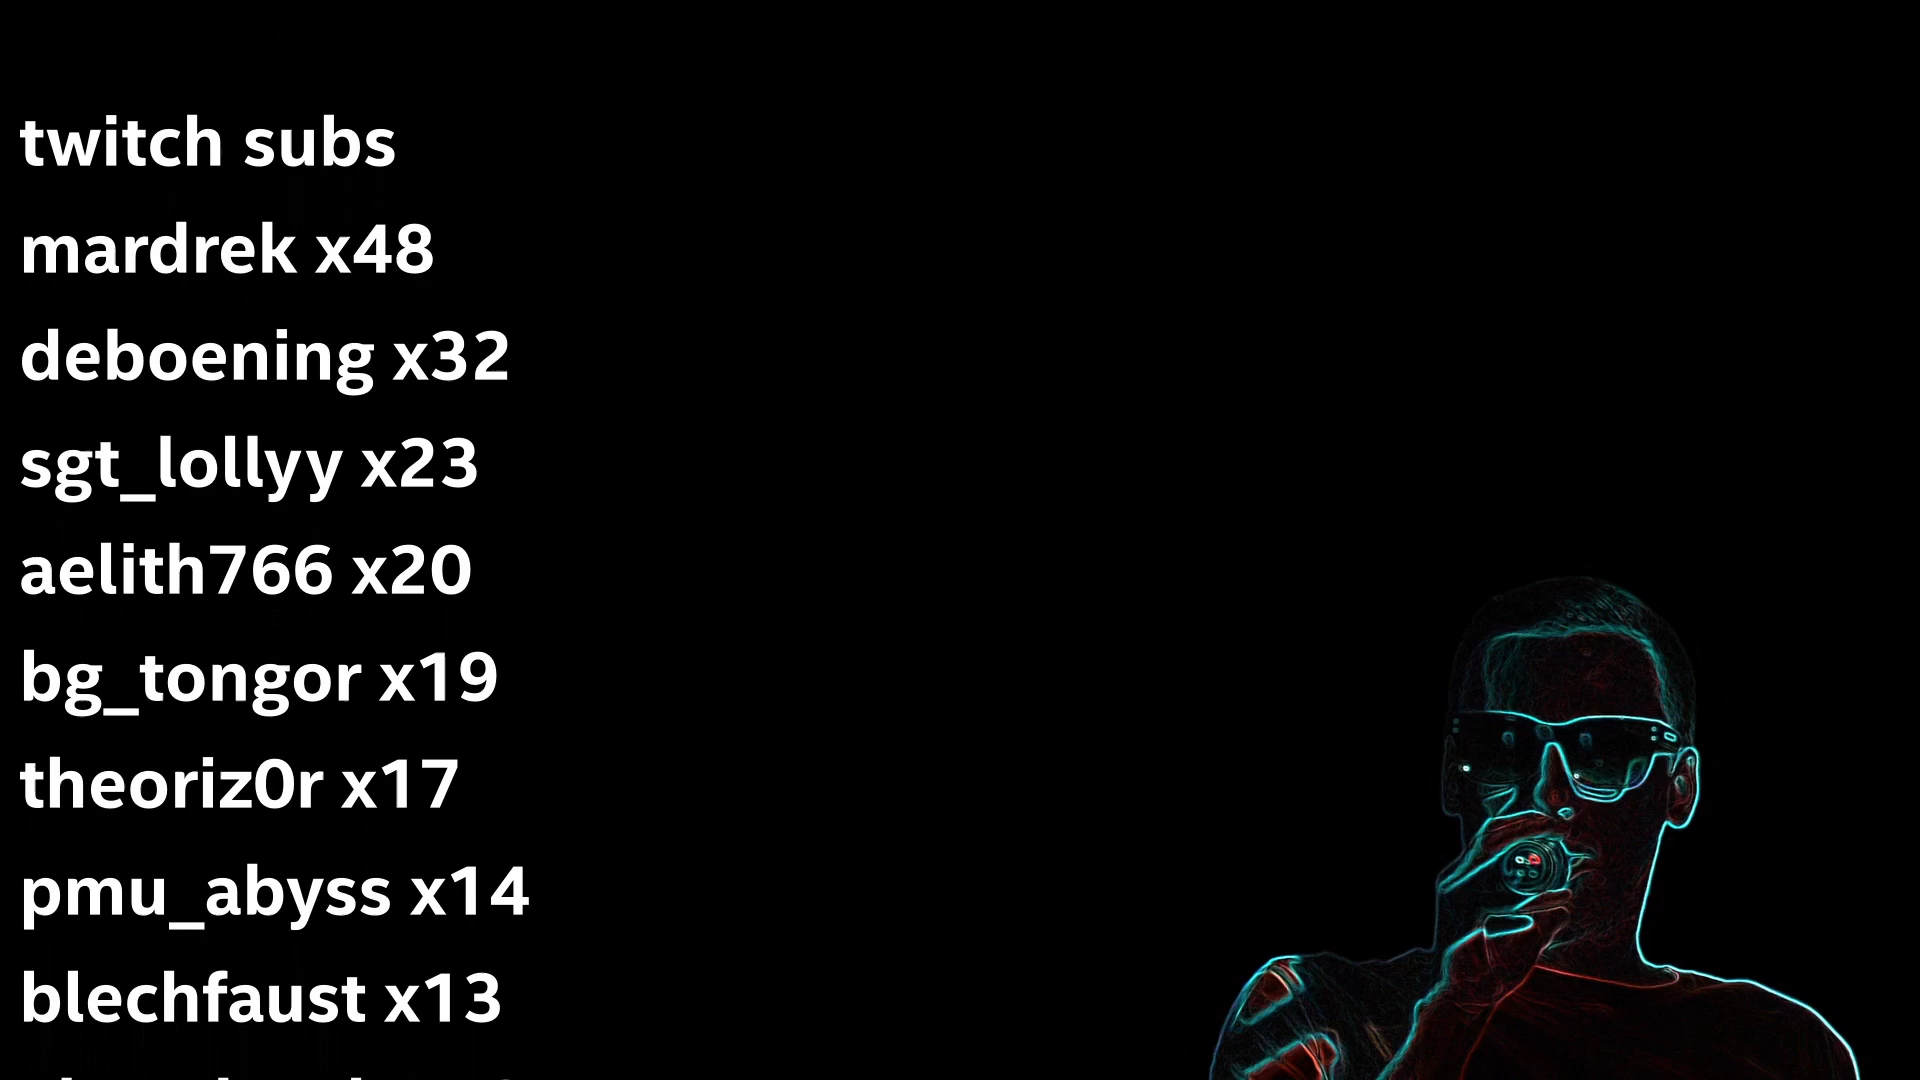 twitch subs
mardrek x48
deboening x32
sgt_lollyy x23
aelith766 x20
bg_tongor x19
theoriz0r x17
pmu_abyss x14
blechfaust x13